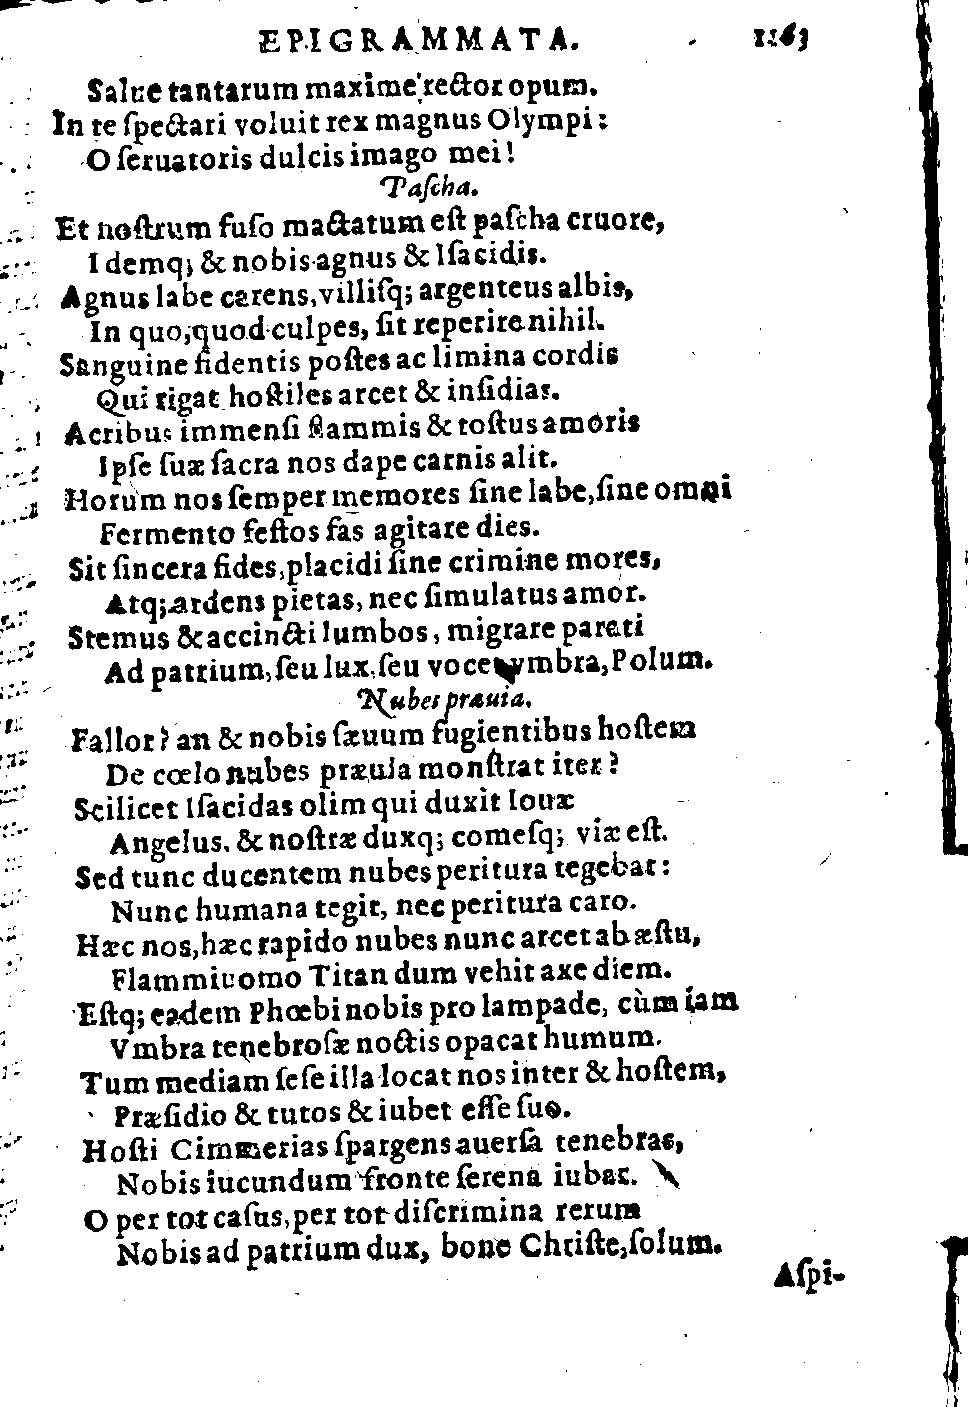 EPIGRAMMATA. 1163
Salue tantarum maxime rector opum.
In te ſpectari voluit rex magnus Olympi:
O ſeruatoris dulcis imago mei!
Paſcha.
Et noſtrum fuſo mactatum eſt paſcha cruore,
Idemq; & nobis agnus & Iſacidis.
Agnus labe carens, villiſq; argenteus albis,
In quo, quod culpes, ſit reperire nihil.
Sanguine fidentis poſtes ac limina cordis
Qui rigat hoſtiles arcet & inſidias.
Acribus immenſi flammis & toſtus amoris
Ipſe ſuæ ſacra nos dape carnis alit.
Horum nos ſemper memores ſine labe, ſine omni
Fermento feſtos fas agitare dies.
Sit ſincera fides, placidi ſine crimine mores,
Atq; ardens pietas, nec ſimulatus amor.
Stemus & accincti lumbos, migrare parati
Ad patrium, ſeu lux, ſeu vocet vmbra, Polum.
Nubes præuia.
Fallor? an & nobis ſæuum fugientibus hoſtem
De cœlo nubes præuia monſtrat iter?
Scilicet Iſacidas olim qui duxit Iouæ
Angelus, & noſtræ duxq; comeſq; viæ eſt.
Sed tunc ducentem nubes peritura tegebat:
Nunc humana tegit, nec peritura caro.
Hæc nos, hæc rapido nubes nunc arcet ab æſtu,
Flammiuomo Titan dum vehit axe diem.
Eſtq; eadem Phœbi nobis pro lampade, cùm iam
Vmbra tenebroſæ noctis opacat humum.
Tum mediam ſeſe illa locat nos inter & hoſtem,
Præſidio & tutos & iubet eſſe ſuo.
Hoſti Cimmerias ſpargens auerſâ tenebras,
Nobis iucundum fronte ſerena iubar.
O per tot caſus, per tot diſcrimina rerum
Nobis ad patrium dux, bone Chriſte, ſolum.
Aſpi-